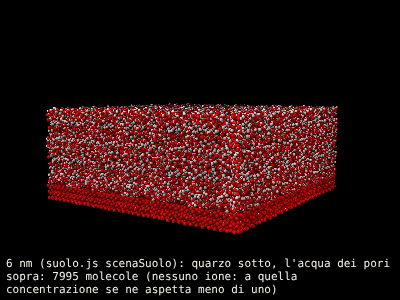 6 nm (suolo.js scenaSuolo): quarzo sotto, l'acqua dei pori
sopra: 7995 molecole (nessuno ione: a quella
concentrazione se ne aspetta meno di uno)